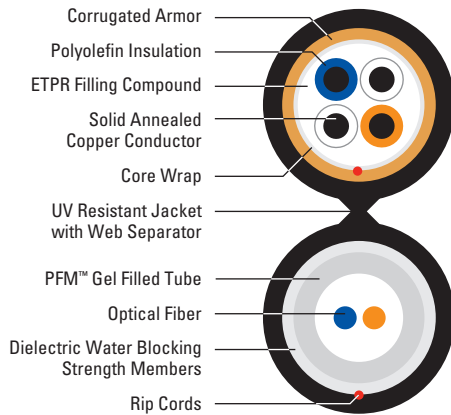 Corrugated Armor
Polyolefin Insulation
ETPR Filling Compound
Solid Annealed
Copper Conductor
Core Wrap
UV Resistant Jacket
with Web Separator
PFM™ Gel Filled Tube
Optical Fiber
Dielectric Water Blocking
Strength Members
Rip Cords